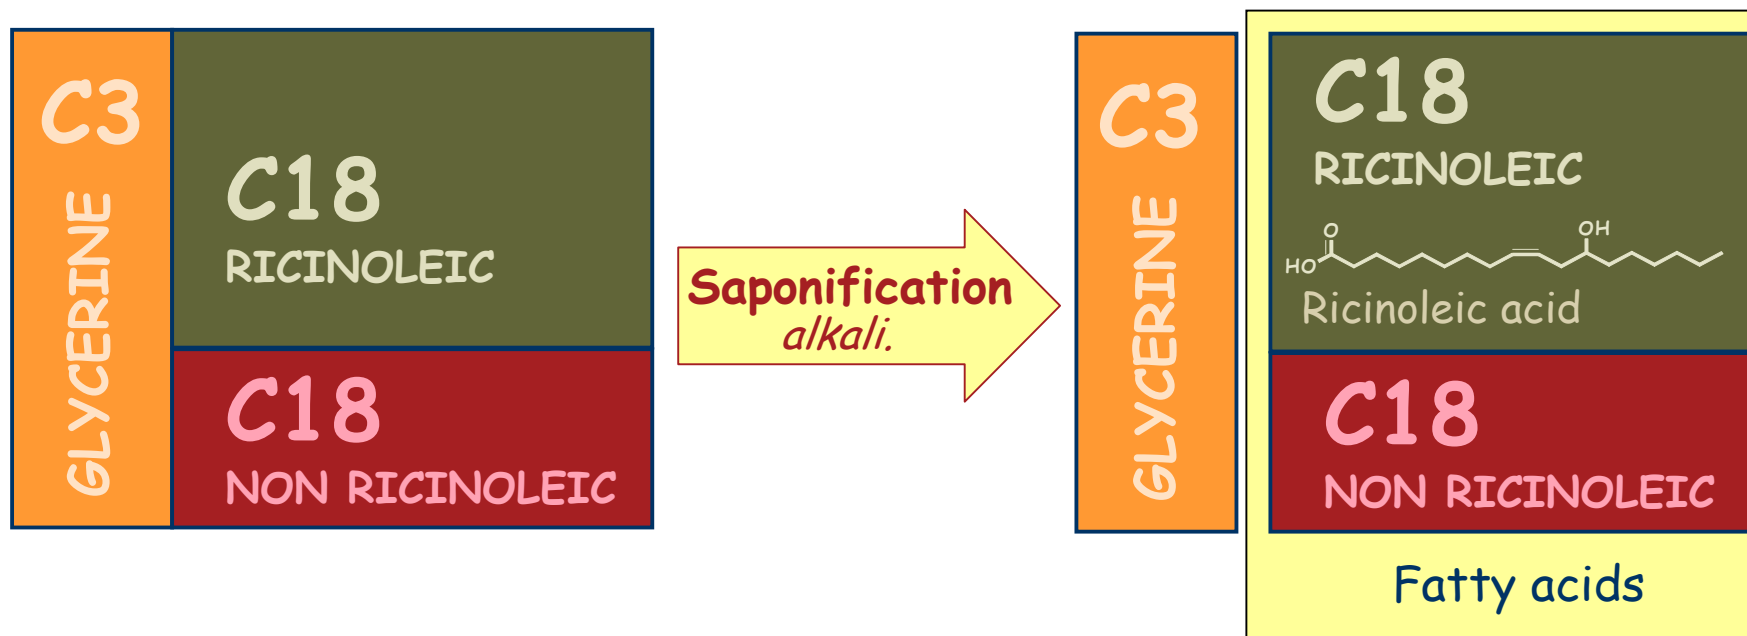 C3
GLYCERINE
C18
RICINOLEIC
C18
NON RICINOLEIC
Saponification
alkali.
C3
GLYCERINE
C18
RICINOLEIC
O
OH
HO
Ricinoleic acid
C18
NON RICINOLEIC
Fatty acids